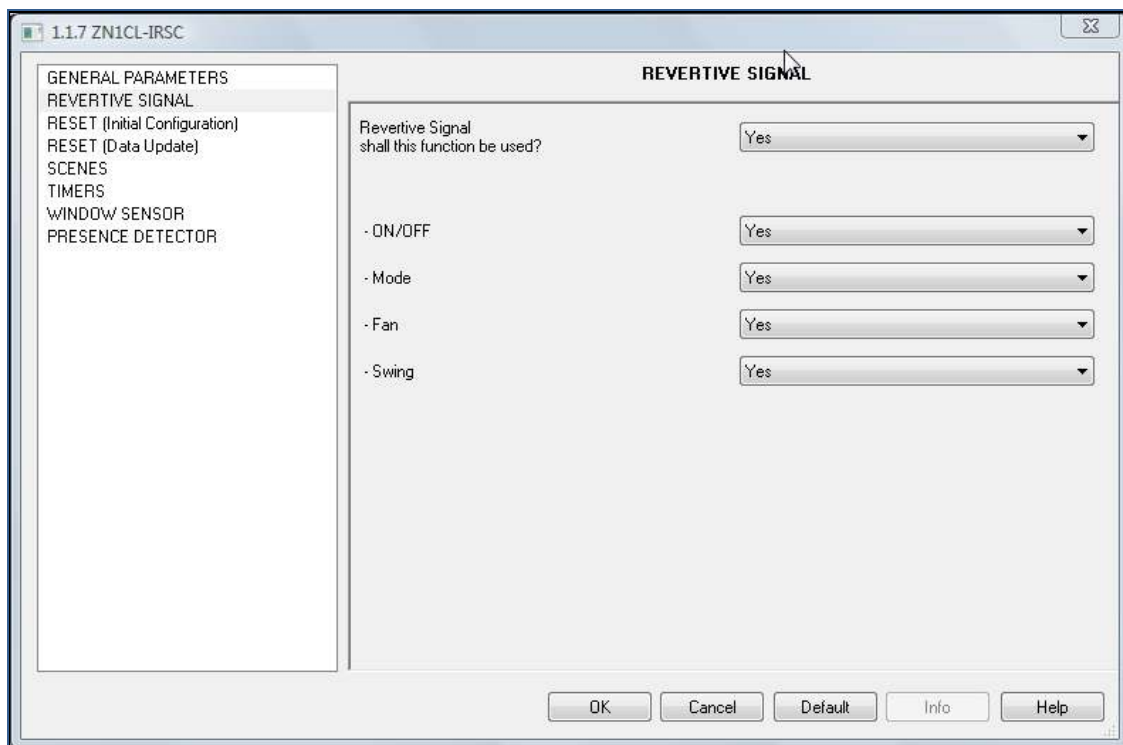 1.1.7 ZN1CL-IRSC
GENERAL PARAMETERS
REVERTIVE SIGNAL
RESET (Initial Configuration)
RESET (Data Update)
SCENES
TIMERS
WINDOW SENSOR
PRESENCE DETECTOR
REVERTIVE SIGNAL
Revertive Signal
shall this function be used?
Yes
- ON/OFF
Yes
- Mode
Yes
- Fan
Yes
- Swing
Yes
OK
Cancel
Default
Info
Help